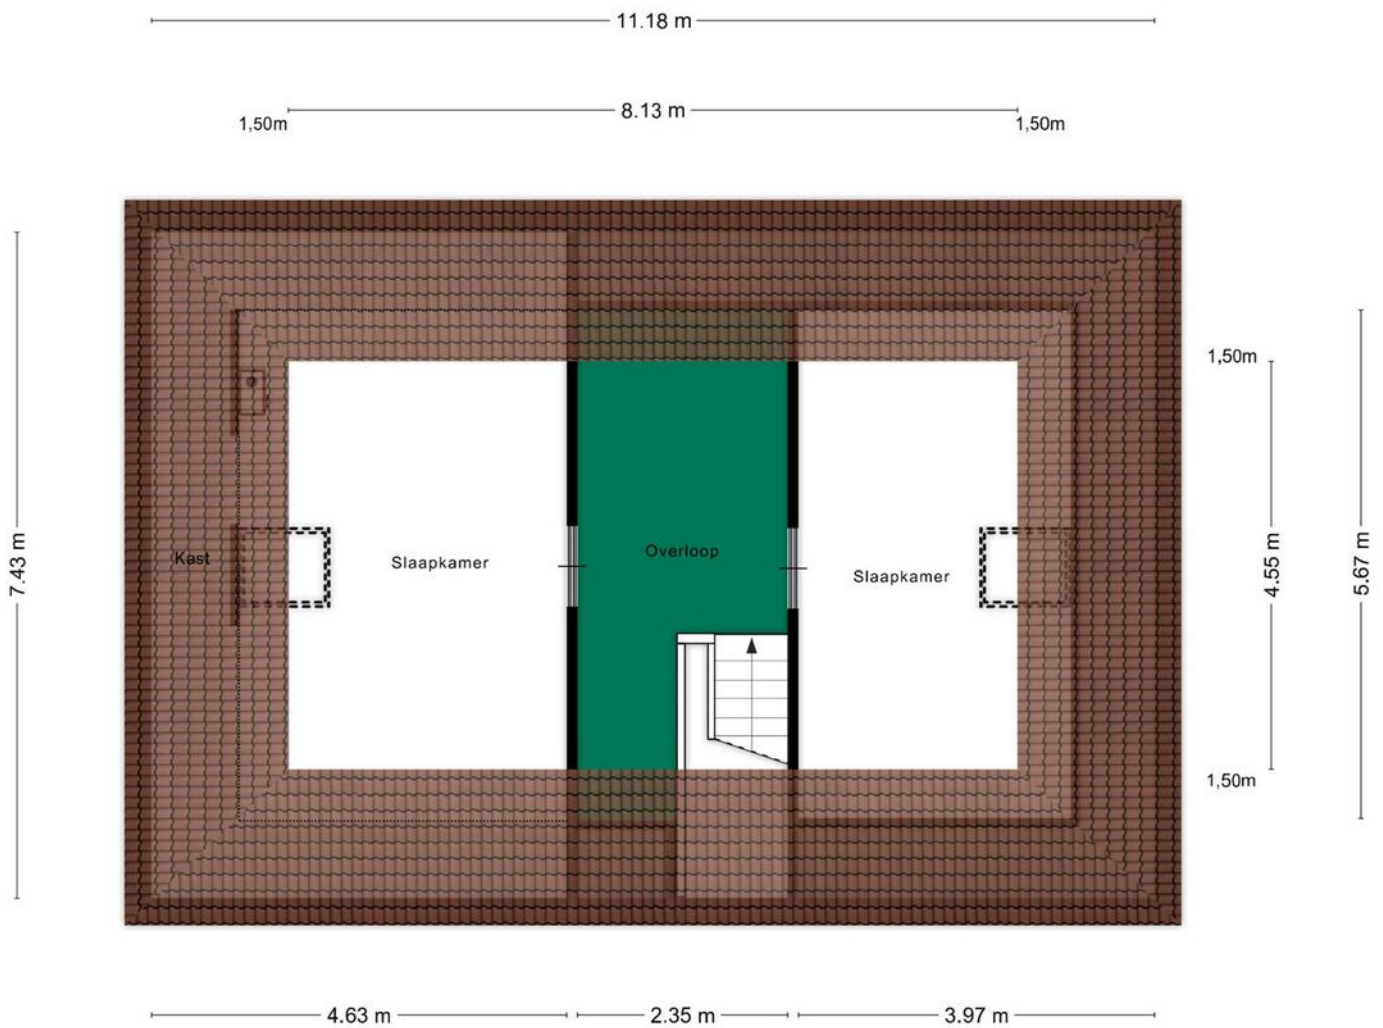 11.18 m
8.13 m
1,50m
1,50m
1,50m
7.43 m
Kast
Slaapkamer
Overloop
Slaapkamer
4.55 m
5.67 m
1,50m
4.63 m
2.35 m
3.97 m